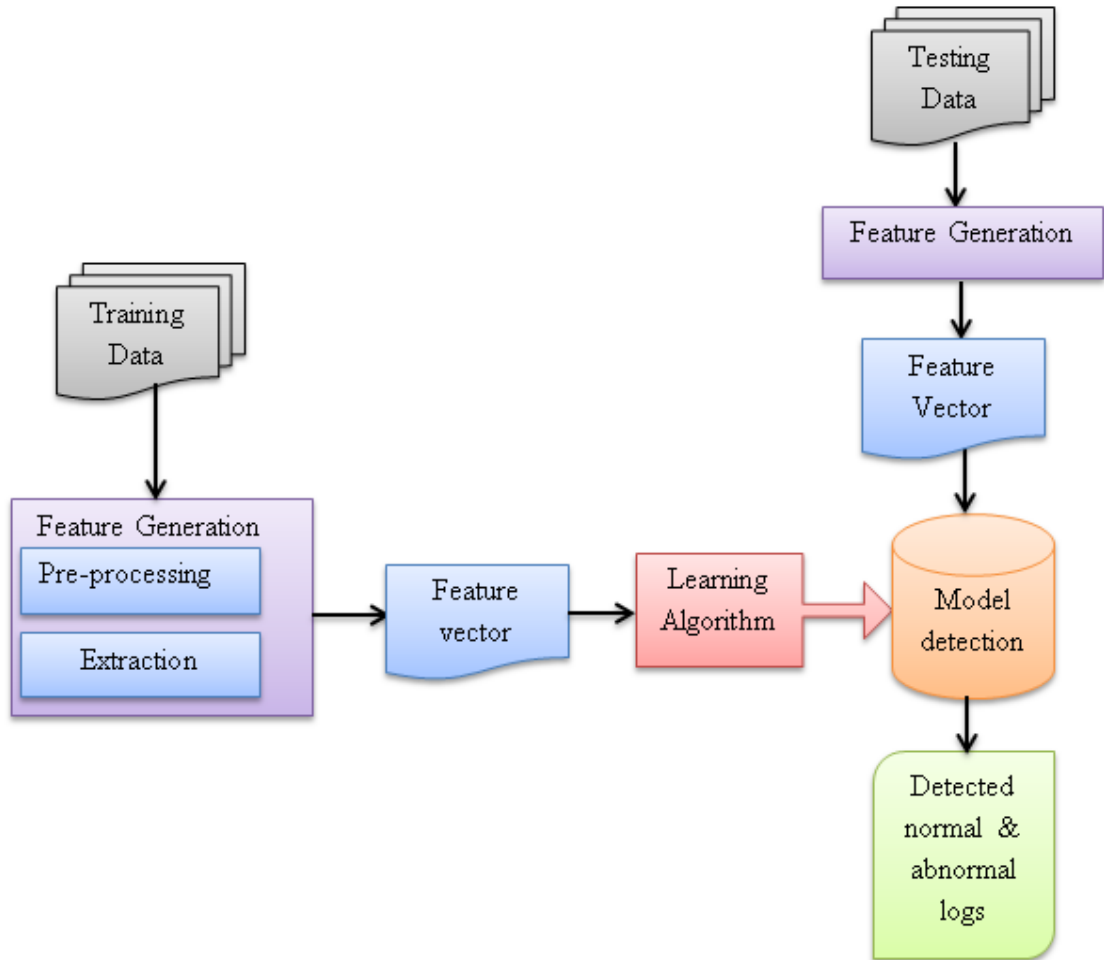 Testing
Data
Feature Generation
Feature
Vector
Training
Data
Feature Generation
Pre-processing
Extraction
Feature
vector
Learning
Algorithm
Model
detection
Detected
normal &
abnormal
logs